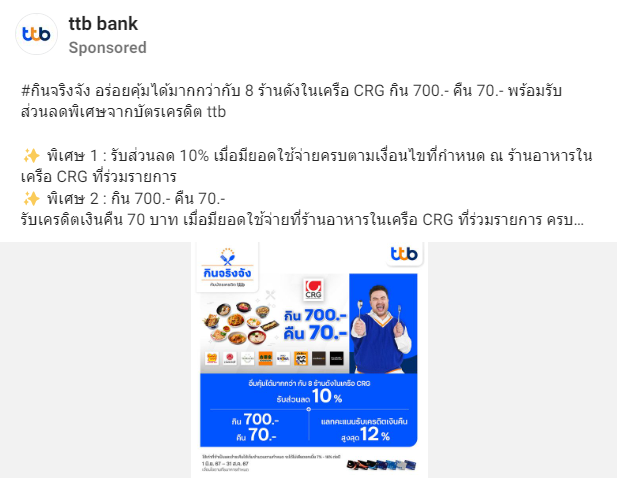 ttb
ttb bank
Sponsored
#กินจริงจัง อร่อยคุ้มได้มากกว่ากับ 8 ร้านดังในเครือ CRG กิน 700.- คืน 70.- พร้อมรับ
ส่วนลดพิเศษจากบัตรเครดิต ttb
✨ พิเศษ 1 : รับส่วนลด 10% เมื่อมียอดใช้จ่ายครบตามเงื่อนไขที่กำหนด ณ ร้านอาหารใน
เครือ CRG ที่ร่วมรายการ
✨ พิเศษ 2 : กิน 700.- คืน 70.-
รับเครดิตเงินคืน 70 บาท เมื่อมียอดใช้จ่ายที่ร้านอาหารในเครือ CRG ที่ร่วมรายการ ครบ...
ttb
กินจริงจัง
กับบัตรเครดิต ttb
CRG
กิน 700.-
คืน 70.-
อิ่มคุ้มได้มากกว่า กับ 8 ร้านดังในเครือ CRG
รับส่วนลด 10%
กิน 700.-
คืน 70.-
แลกคะแนนรับเครดิตเงินคืน
สูงสุด 12%
1 มิ.ย. 67 - 31 ส.ค. 67